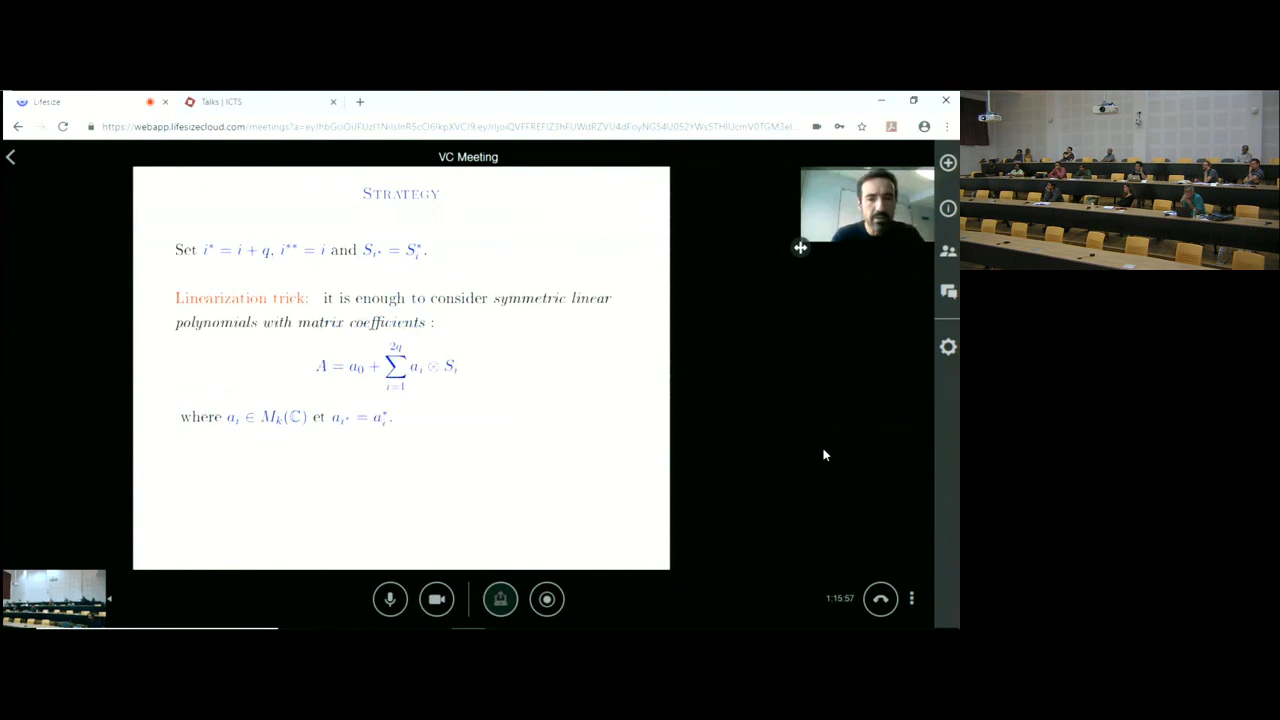 Lifesize
Talks | ICTS
VC Meeting
STRATEGY
Set i* = i + q, i** = i and S_{i*} = S_i^*.
Linearization trick: it is enough to consider symmetric linear
polynomials with matrix coefficients :
A = a_0 + \sum_{i=1}^{2q} a_i ⊗ S_i
where a_i ∈ M_k(ℂ) et a_{i*} = a_i^*.
1:15:57